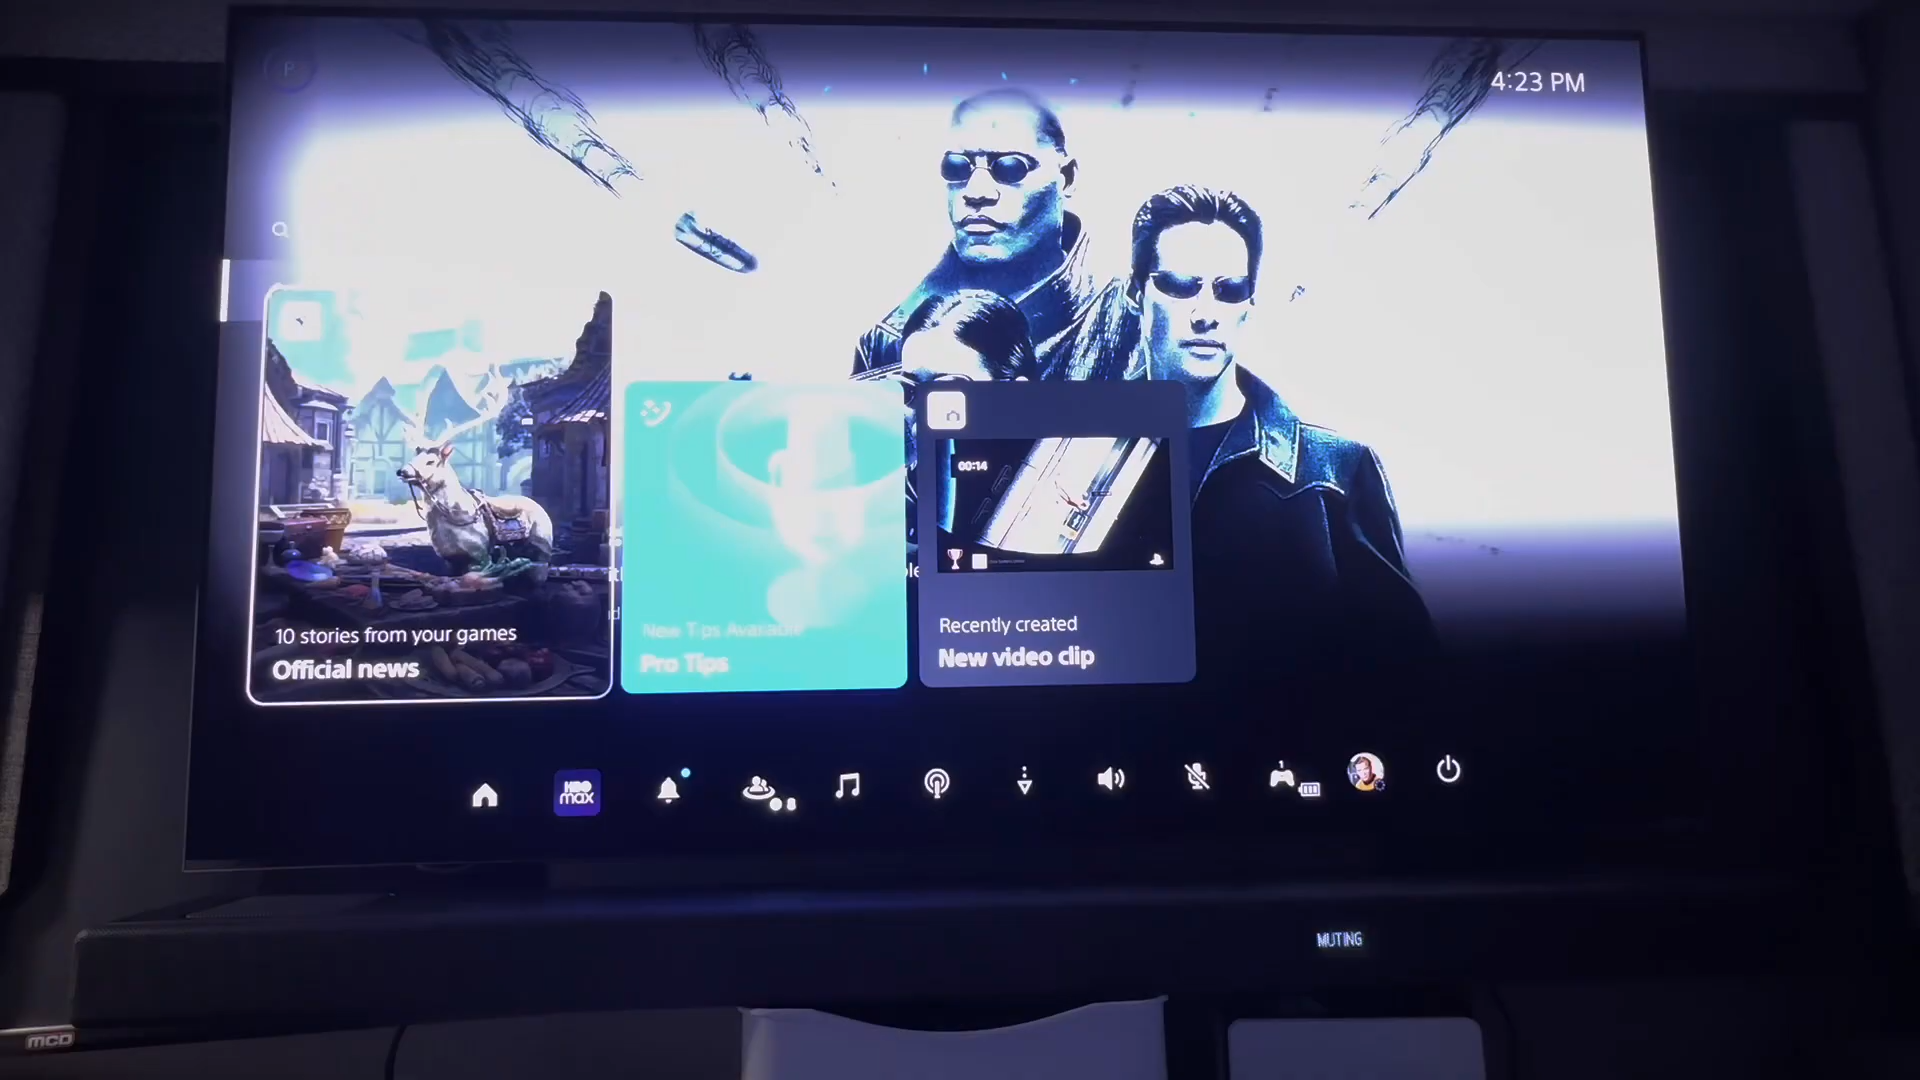 P
4:23 PM
10 stories from your games
Official news
New Tips Available
Pro Tips
00:14
Recently created
New video clip
HBO
max
MUTING
MCD